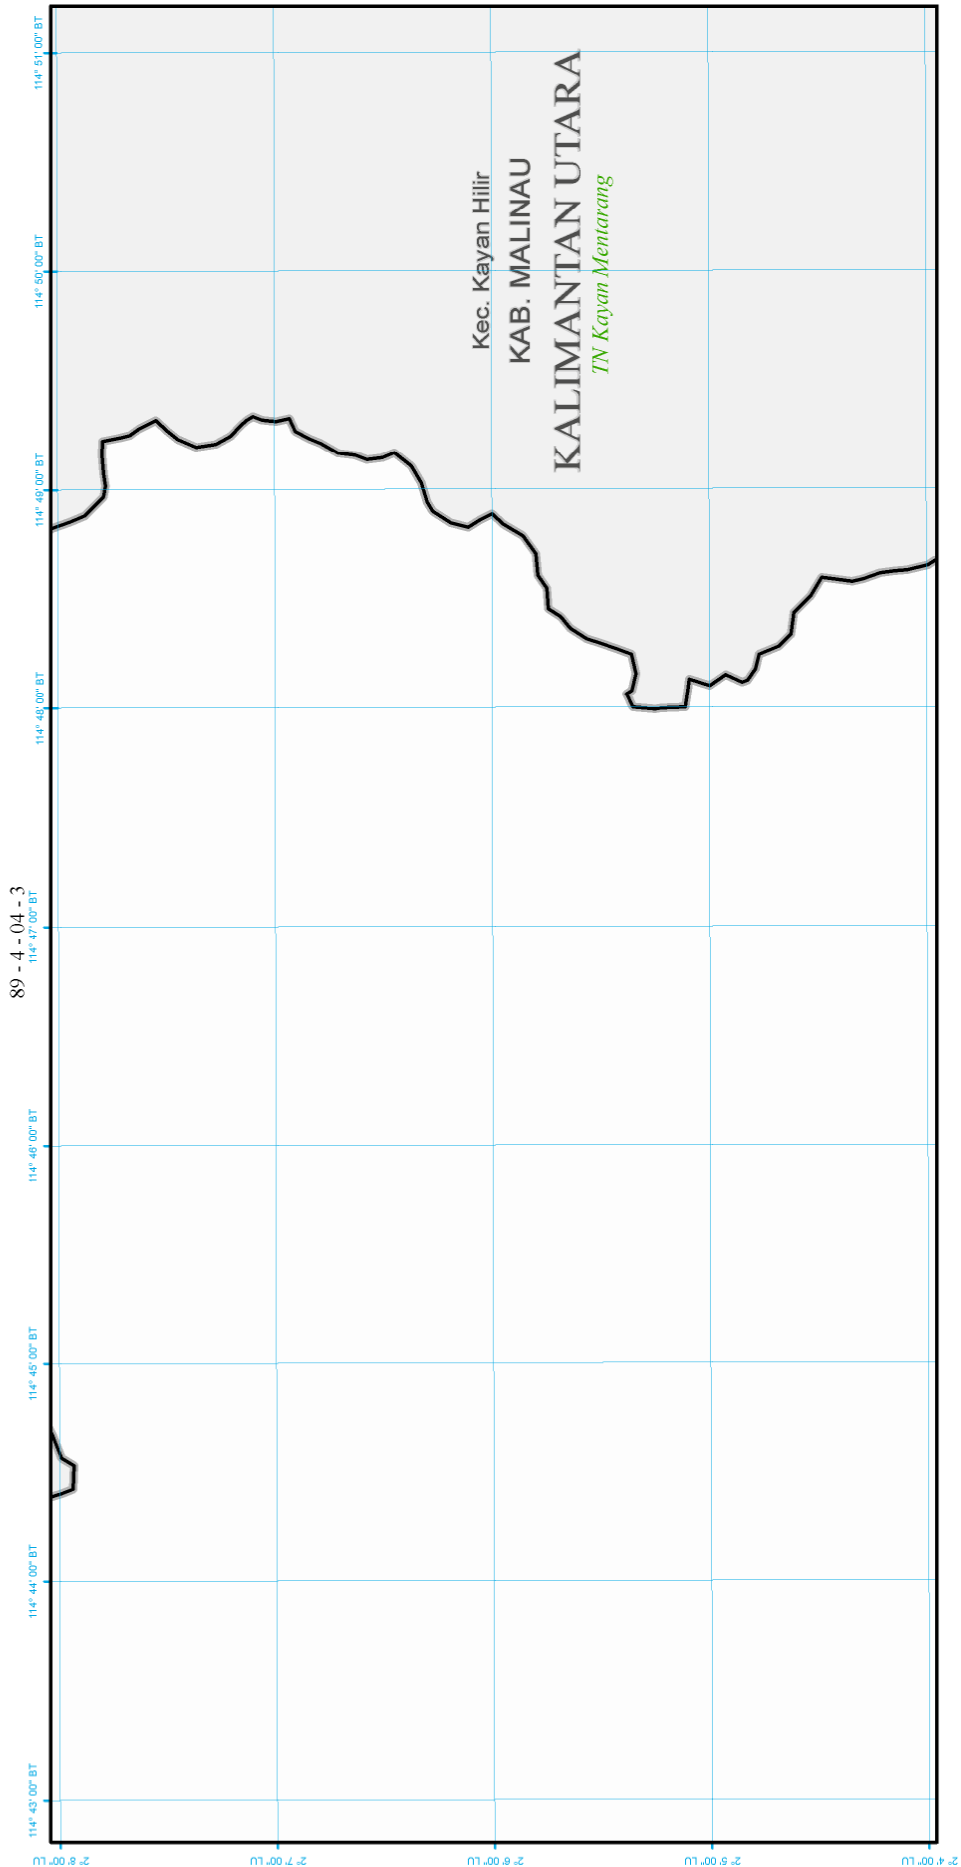 89 - 4 - 04 - 3
114° 43' 00" BT
114° 44' 00" BT
114° 45' 00" BT
114° 46' 00" BT
114° 47' 00" BT
114° 48' 00" BT
114° 49' 00" BT
114° 50' 00" BT
114° 51' 00" BT
2° 8' 00" LU
2° 7' 00" LU
2° 6' 00" LU
2° 5' 00" LU
2° 4' 00" LU
Kec. Kayan Hilir
KAB. MALINAU
KALIMANTAN UTARA
TN Kayan Mentarang